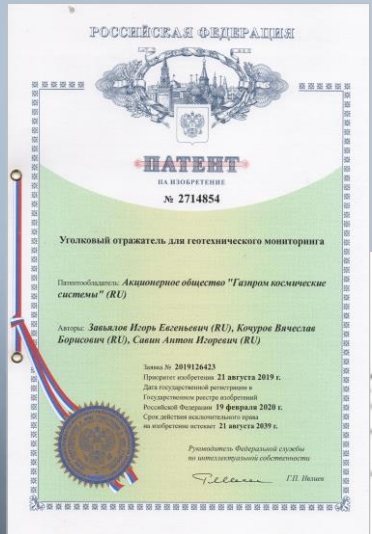 РОССИЙСКАЯ ФЕДЕРАЦИЯ
ПАТЕНТ
НА ИЗОБРЕТЕНИЕ
№ 2714854
Уголковый отражатель для геотехнического мониторинга
Патентообладатель: Акционерное общество "Газпром космические
системы" (RU)
Авторы: Завьялов Игорь Евгеньевич (RU), Кочуров Вячеслав
Борисович (RU), Савин Антон Игоревич (RU)
Заявка № 2019126423
Приоритет изобретения 21 августа 2019 г.
Дата государственной регистрации в
Государственном реестре изобретений
Российской Федерации 19 февраля 2020 г.
Срок действия исключительного права
на изобретение истекает 21 августа 2039 г.
Руководитель Федеральной службы
по интеллектуальной собственности
Г.П. Ивлиев